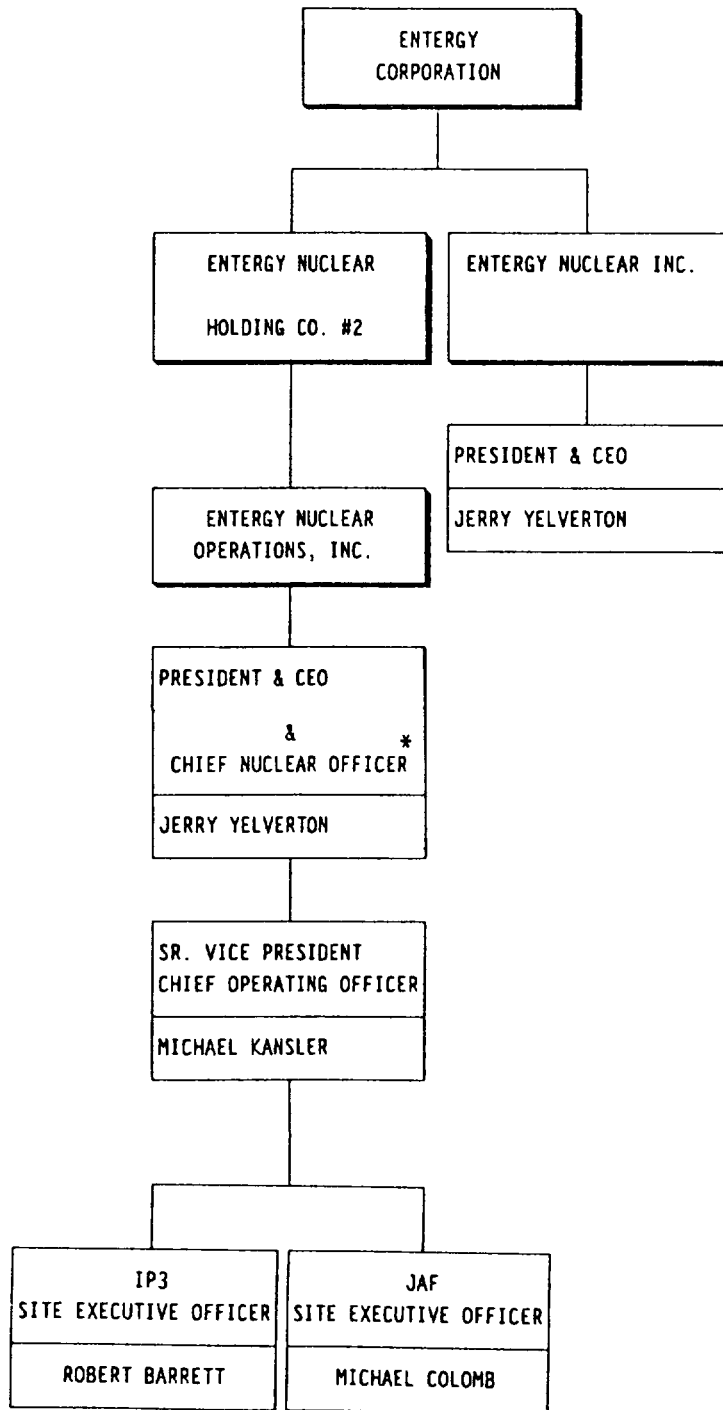 ENTERGY
CORPORATION
ENTERGY NUCLEAR
HOLDING CO. #2
ENTERGY NUCLEAR INC.
PRESIDENT & CEO
JERRY YELVERTON
ENTERGY NUCLEAR
OPERATIONS, INC.
PRESIDENT & CEO
&
CHIEF NUCLEAR OFFICER*
JERRY YELVERTON
SR. VICE PRESIDENT
CHIEF OPERATING OFFICER
MICHAEL KANSLER
IP3
SITE EXECUTIVE OFFICER
ROBERT BARRETT
JAF
SITE EXECUTIVE OFFICER
MICHAEL COLOMB